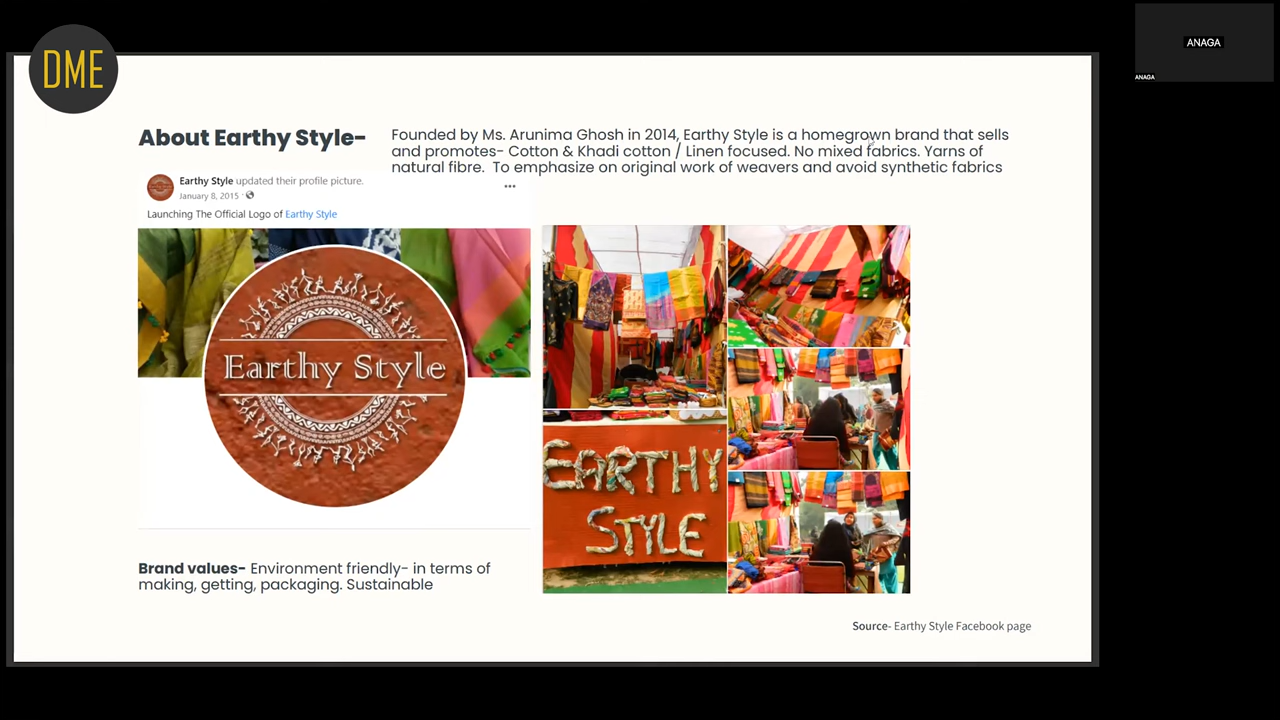 DME
ANAGA
ANAGA
About Earthy Style-
Founded by Ms. Arunima Ghosh in 2014, Earthy Style is a homegrown brand that sells
and promotes- Cotton & Khadi cotton / Linen focused. No mixed fabrics. Yarns of
natural fibre. To emphasize on original work of weavers and avoid synthetic fabrics
Earthy Style updated their profile picture.
January 8, 2015
Launching The Official Logo of Earthy Style
Earthy Style
EARTHY
STYLE
Brand values- Environment friendly- in terms of
making, getting, packaging. Sustainable
Source- Earthy Style Facebook page